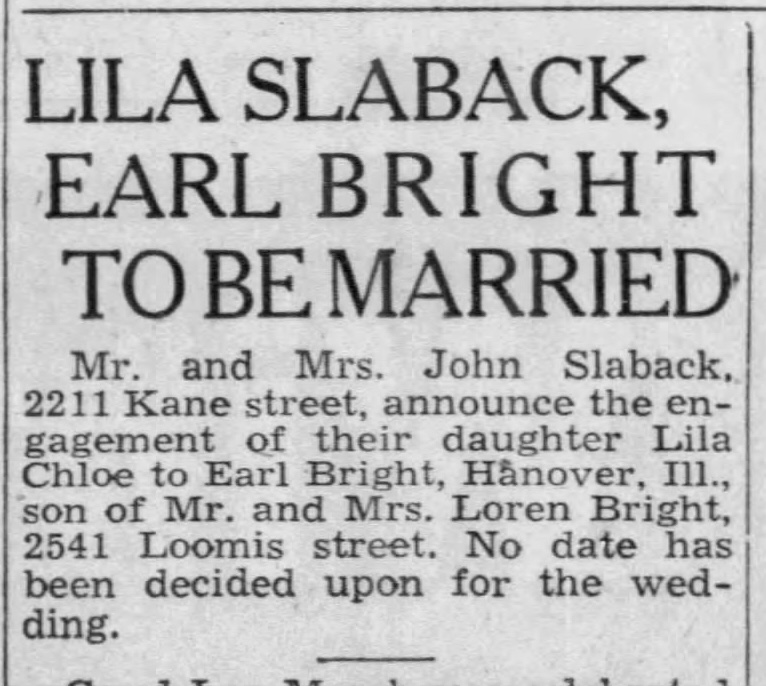 LILA SLABACK,
EARL BRIGHT
TO BE MARRIED
Mr. and Mrs. John Slaback,
2211 Kane street, announce the en-
gagement of their daughter Lila
Chloe to Earl Bright, Hanover, Ill.,
son of Mr. and Mrs. Loren Bright,
2541 Loomis street. No date has
been decided upon for the wed-
ding.